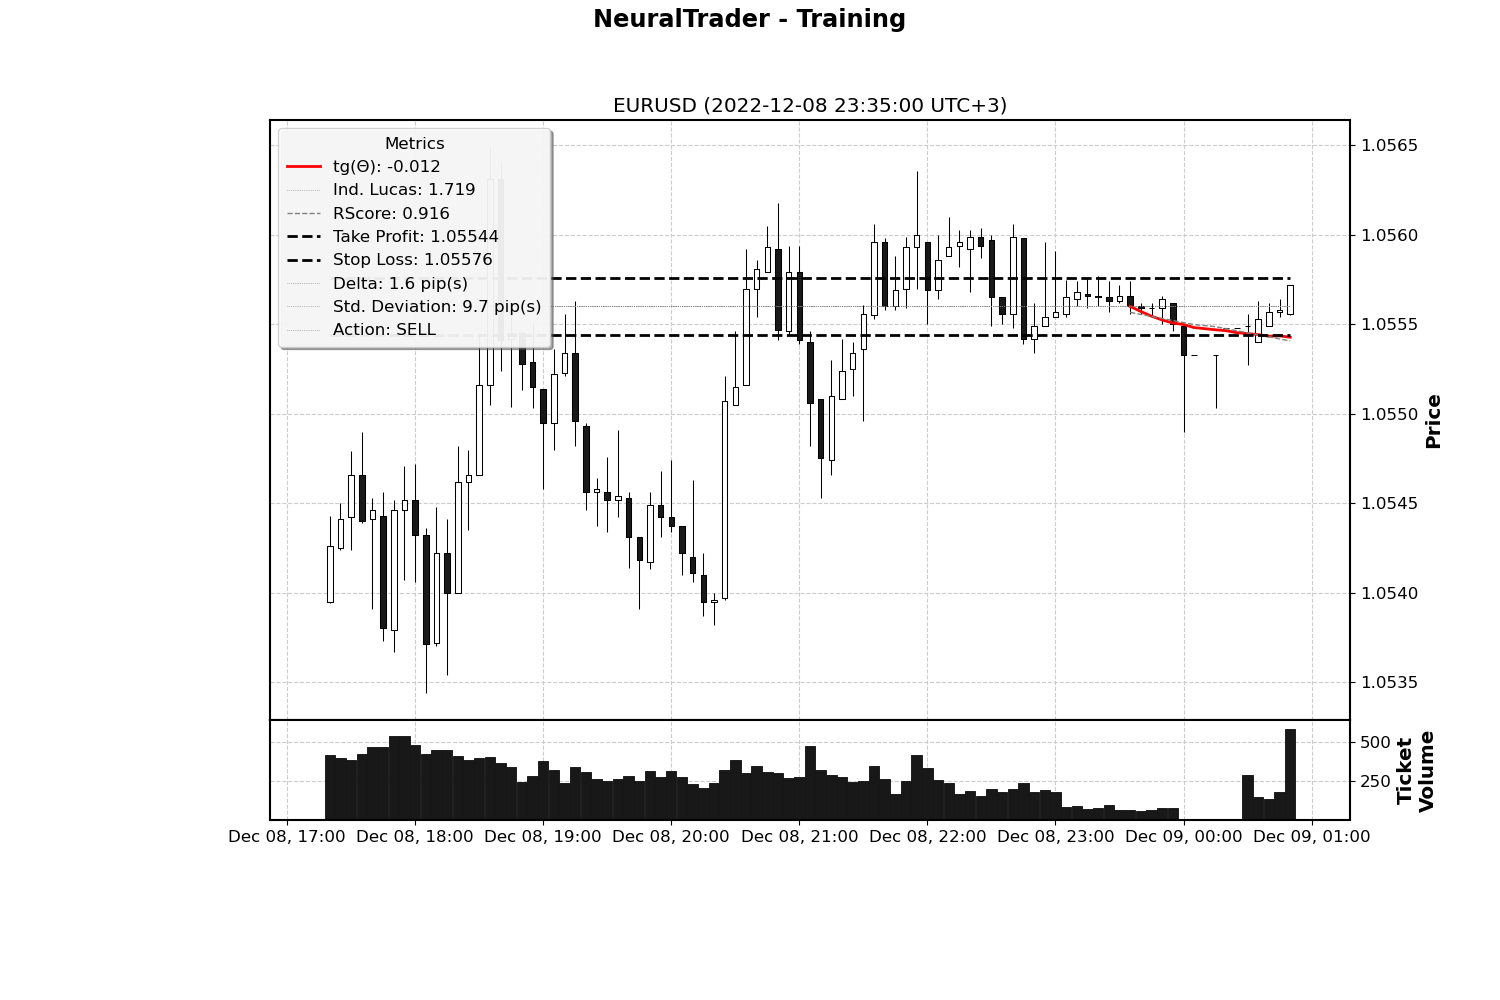 NeuralTrader - Training
EURUSD (2022-12-08 23:35:00 UTC+3)
Metrics
tg(Θ): -0.012
Ind. Lucas: 1.719
RScore: 0.916
Take Profit: 1.05544
Stop Loss: 1.05576
Delta: 1.6 pip(s)
Std. Deviation: 9.7 pip(s)
Action: SELL
1.0565
1.0560
1.0555
1.0550
1.0545
1.0540
1.0535
Price
500
250
Ticket
Volume
Dec 08, 17:00 Dec 08, 18:00 Dec 08, 19:00 Dec 08, 20:00 Dec 08, 21:00 Dec 08, 22:00 Dec 08, 23:00 Dec 09, 00:00 Dec 09, 01:00